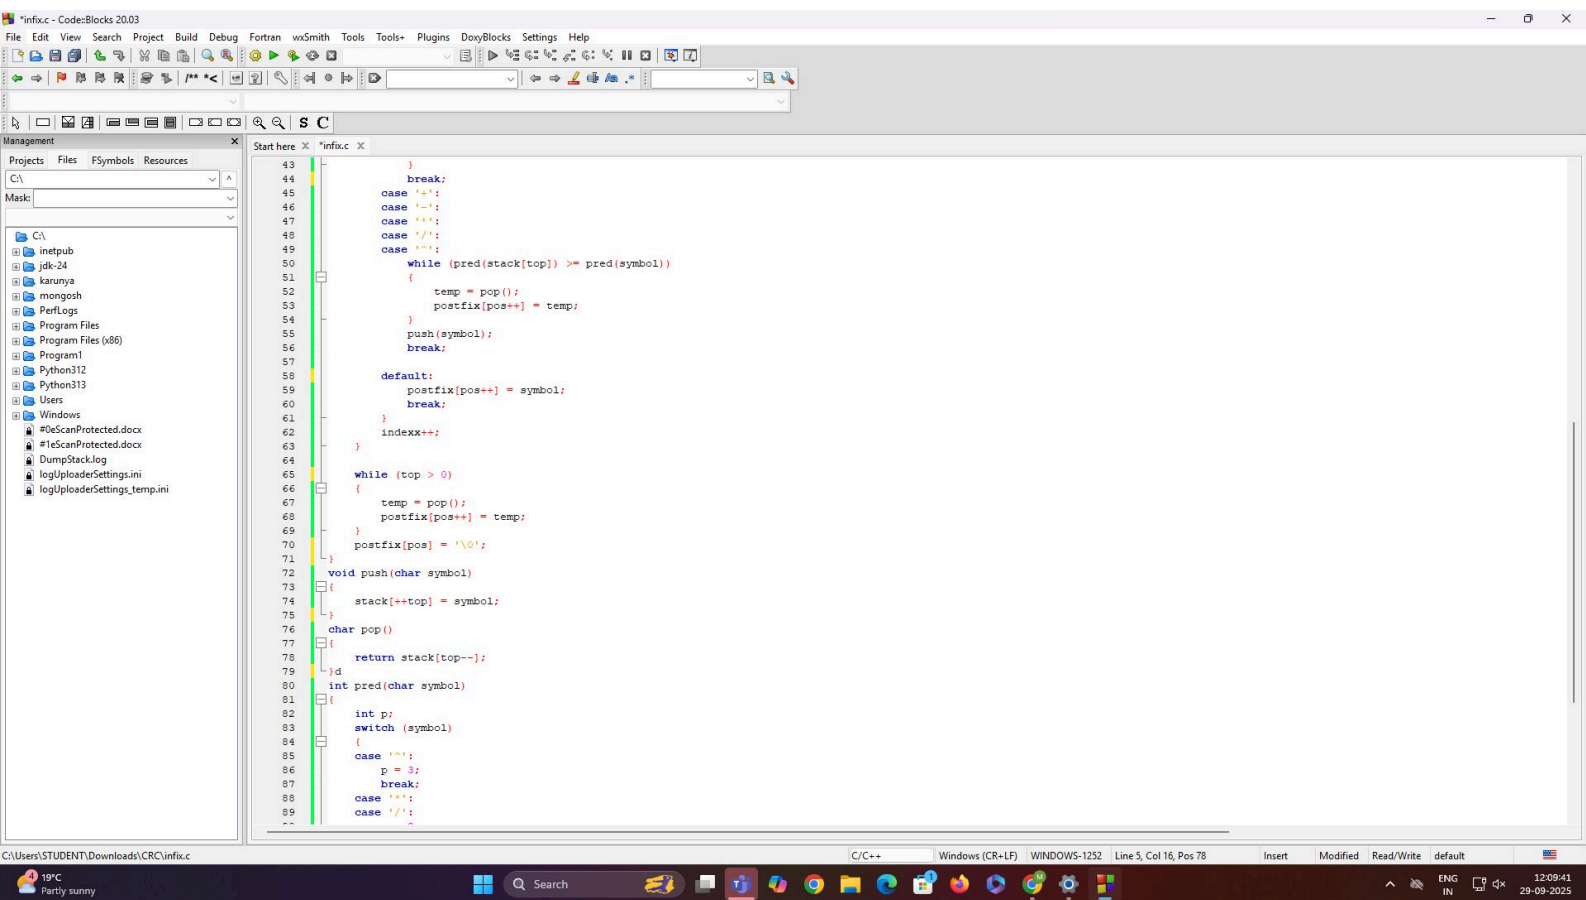 *infix.c - Code::Blocks 20.03
File Edit View Search Project Build Debug Fortran wxSmith Tools Tools+ Plugins DoxyBlocks Settings Help
/** *<
S C
Management
Projects Files FSymbols Resources
C:\
Mask:
C:\
inetpub
jdk-24
karunya
mongosh
PerfLogs
Program Files
Program Files (x86)
Program1
Python312
Python313
Users
Windows
#0eScanProtected.docx
#1eScanProtected.docx
DumpStack.log
logUploaderSettings.ini
logUploaderSettings_temp.ini
Start here *infix.c
43 }
44 break;
45 case '+':
46 case '-':
47 case '*':
48 case '/':
49 case '^':
50 while (pred(stack[top]) >= pred(symbol))
51 {
52 temp = pop();
53 postfix[pos++] = temp;
54 }
55 push(symbol);
56 break;
57
58 default:
59 postfix[pos++] = symbol;
60 break;
61 }
62 indexx++;
63 }
64
65 while (top > 0)
66 {
67 temp = pop();
68 postfix[pos++] = temp;
69 }
70 postfix[pos] = '\0';
71 }
72 void push(char symbol)
73 {
74 stack[++top] = symbol;
75 }
76 char pop()
77 {
78 return stack[top--];
79 }d
80 int pred(char symbol)
81 {
82 int p;
83 switch (symbol)
84 {
85 case '^':
86 p = 3;
87 break;
88 case '*':
89 case '/':
C:\Users\STUDENT\Downloads\CRC\infix.c C/C++ Windows (CR+LF) WINDOWS-1252 Line 5, Col 16, Pos 78 Insert Modified Read/Write default
4 19°C
Partly sunny
Search
1
ENG
IN
12:09:41
29-09-2025